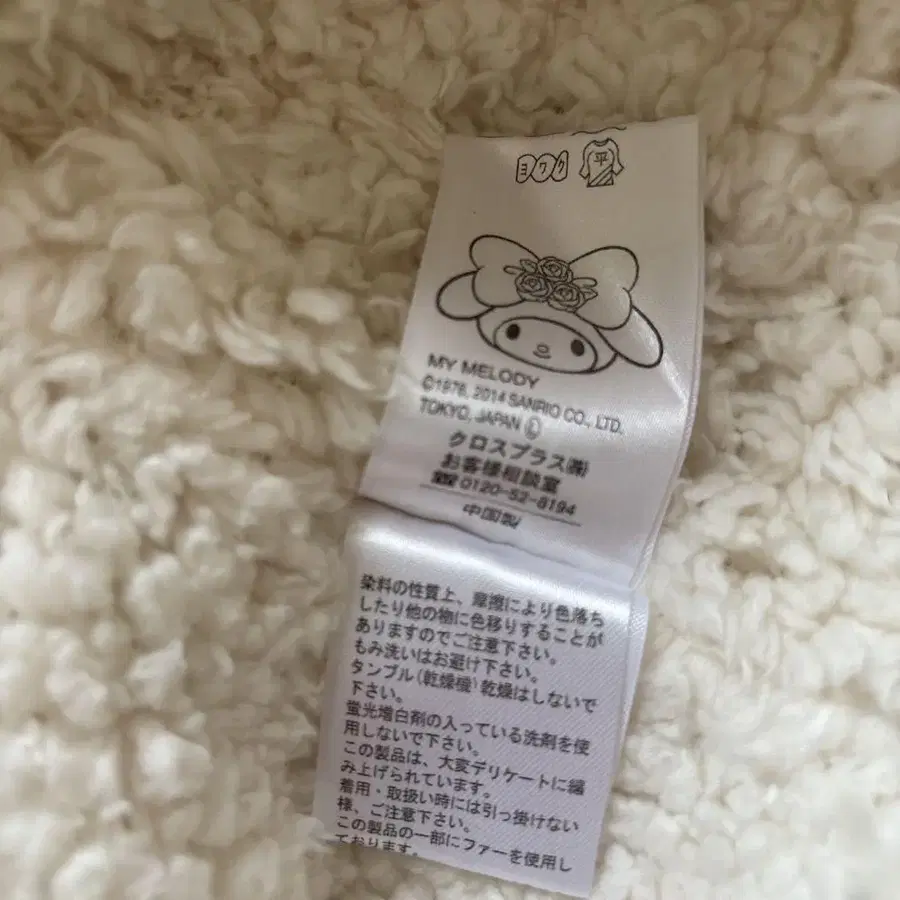 ヨワク 平
MY MELODY
©1976, 2014 SANRIO CO., LTD.
TOKYO, JAPAN Ⓛ
クロスプラス㈱
お客様相談室
☎0120-52-8194
中国製
染料の性質上、摩擦により色落ち
したり他の物に色移りすることが
ありますのでご注意下さい。
もみ洗いはお避け下さい。
タンブル(乾燥機)乾燥はしないで
下さい。
蛍光増白剤の入っている洗剤を使
用しないで下さい。
この製品は、大変デリケートに編
み上げられています。
着用・取扱い時には引っ掛けない
様、ご注意下さい。
この製品の一部にファーを使用し
ております。